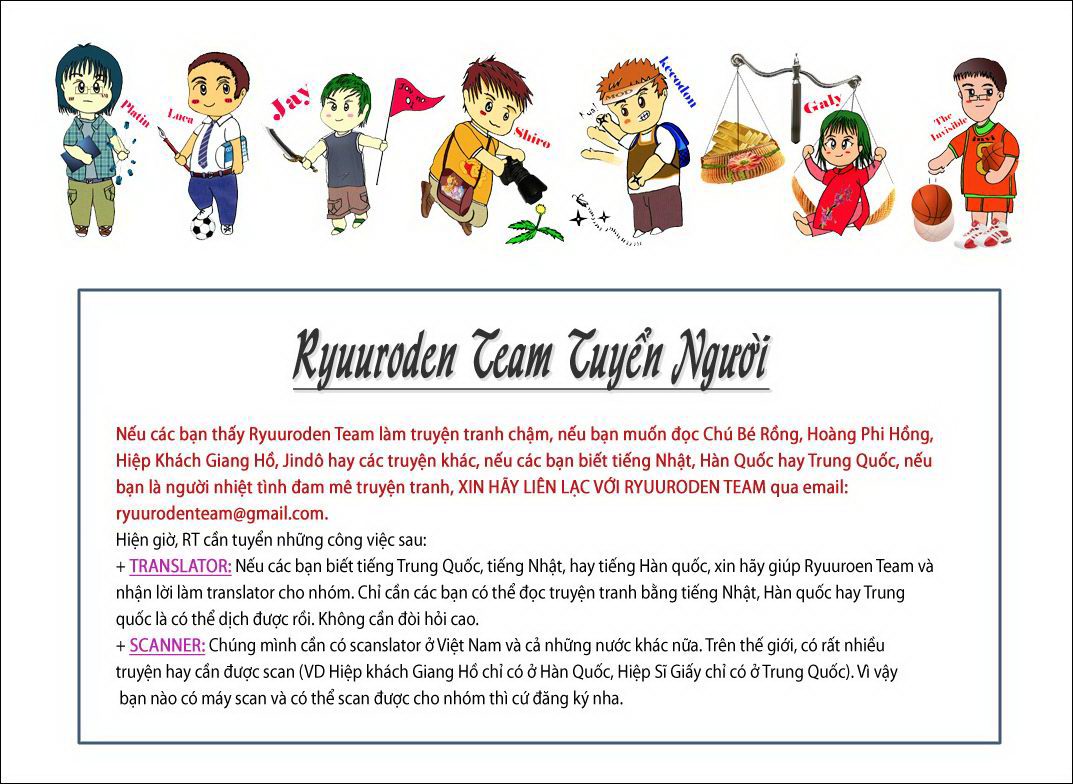 Platin
Luca
Jay
Shiro
MOD
keeodon
Galy
The
Invisible
Ryuuroden Team Tuyển Người
Nếu các bạn thấy Ryuuroden Team làm truyện tranh chậm, nếu bạn muốn đọc Chú Bé Rồng, Hoàng Phi Hồng,
Hiệp Khách Giang Hồ, Jindô hay các truyện khác, nếu các bạn biết tiếng Nhật, Hàn Quốc hay Trung Quốc, nếu
bạn là người nhiệt tình đam mê truyện tranh, XIN HÃY LIÊN LẠC VỚI RYUURODEN TEAM qua email:
ryuurodenteam@gmail.com.
Hiện giờ, RT cần tuyển những công việc sau:
+ TRANSLATOR: Nếu các bạn biết tiếng Trung Quốc, tiếng Nhật, hay tiếng Hàn quốc, xin hãy giúp Ryuuroen Team và
nhận lời làm translator cho nhóm. Chỉ cần các bạn có thể đọc truyện tranh bằng tiếng Nhật, Hàn quốc hay Trung
quốc là có thể dịch được rồi. Không cần đòi hỏi cao.
+ SCANNER: Chúng mình cần có scanslator ở Việt Nam và cả những nước khác nữa. Trên thế giới, có rất nhiều
truyện hay cần được scan (VD Hiệp khách Giang Hồ chỉ có ở Hàn Quốc, Hiệp Sĩ Giấy chỉ có ở Trung Quốc). Vì vậy
bạn nào có máy scan và có thể scan được cho nhóm thì cứ đăng ký nha.